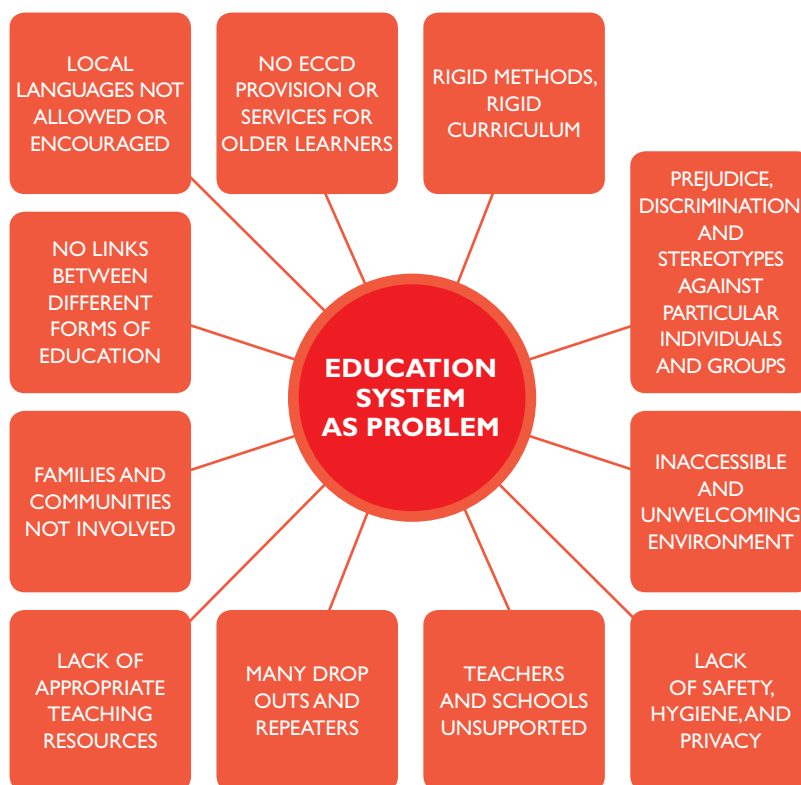 LOCAL
LANGUAGES NOT
ALLOWED OR
ENCOURAGED
NO ECCD
PROVISION OR
SERVICES FOR
OLDER LEARNERS
RIGID METHODS,
RIGID
CURRICULUM
PREJUDICE,
DISCRIMINATION
AND
STEREOTYPES
AGAINST
PARTICULAR
INDIVIDUALS
AND GROUPS
NO LINKS
BETWEEN
DIFFERENT
FORMS OF
EDUCATION
EDUCATION
SYSTEM
AS PROBLEM
FAMILIES AND
COMMUNITIES
NOT INVOLVED
INACCESSIBLE
AND
UNWELCOMING
ENVIRONMENT
LACK OF
APPROPRIATE
TEACHING
RESOURCES
MANY DROP
OUTS AND
REPEATERS
TEACHERS
AND SCHOOLS
UNSUPPORTED
LACK
OF SAFETY,
HYGIENE, AND
PRIVACY